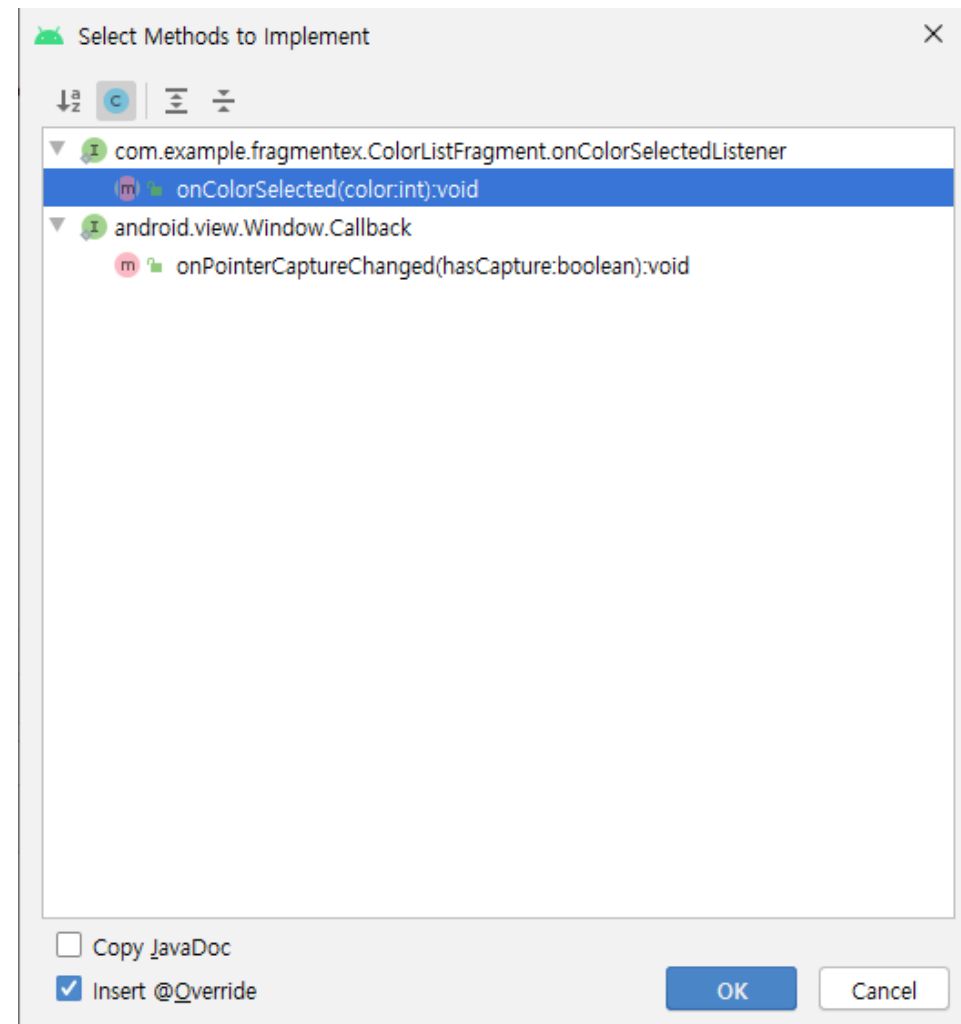 Select Methods to Implement
com.example.fragmentex.ColorListFragment.onColorSelectedListener
onColorSelected(color:int):void
android.view.Window.Callback
onPointerCaptureChanged(hasCapture:boolean):void
Copy JavaDoc
Insert @Override
OK
Cancel